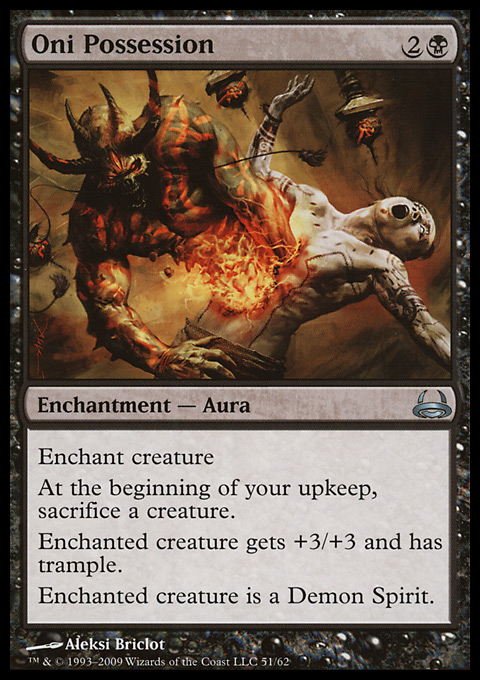 Oni Possession 2
Enchantment — Aura
Enchant creature
At the beginning of your upkeep,
sacrifice a creature.
Enchanted creature gets +3/+3 and has
trample.
Enchanted creature is a Demon Spirit.
Aleksi Briclot
™ & © 1993–2009 Wizards of the Coast LLC 51/62